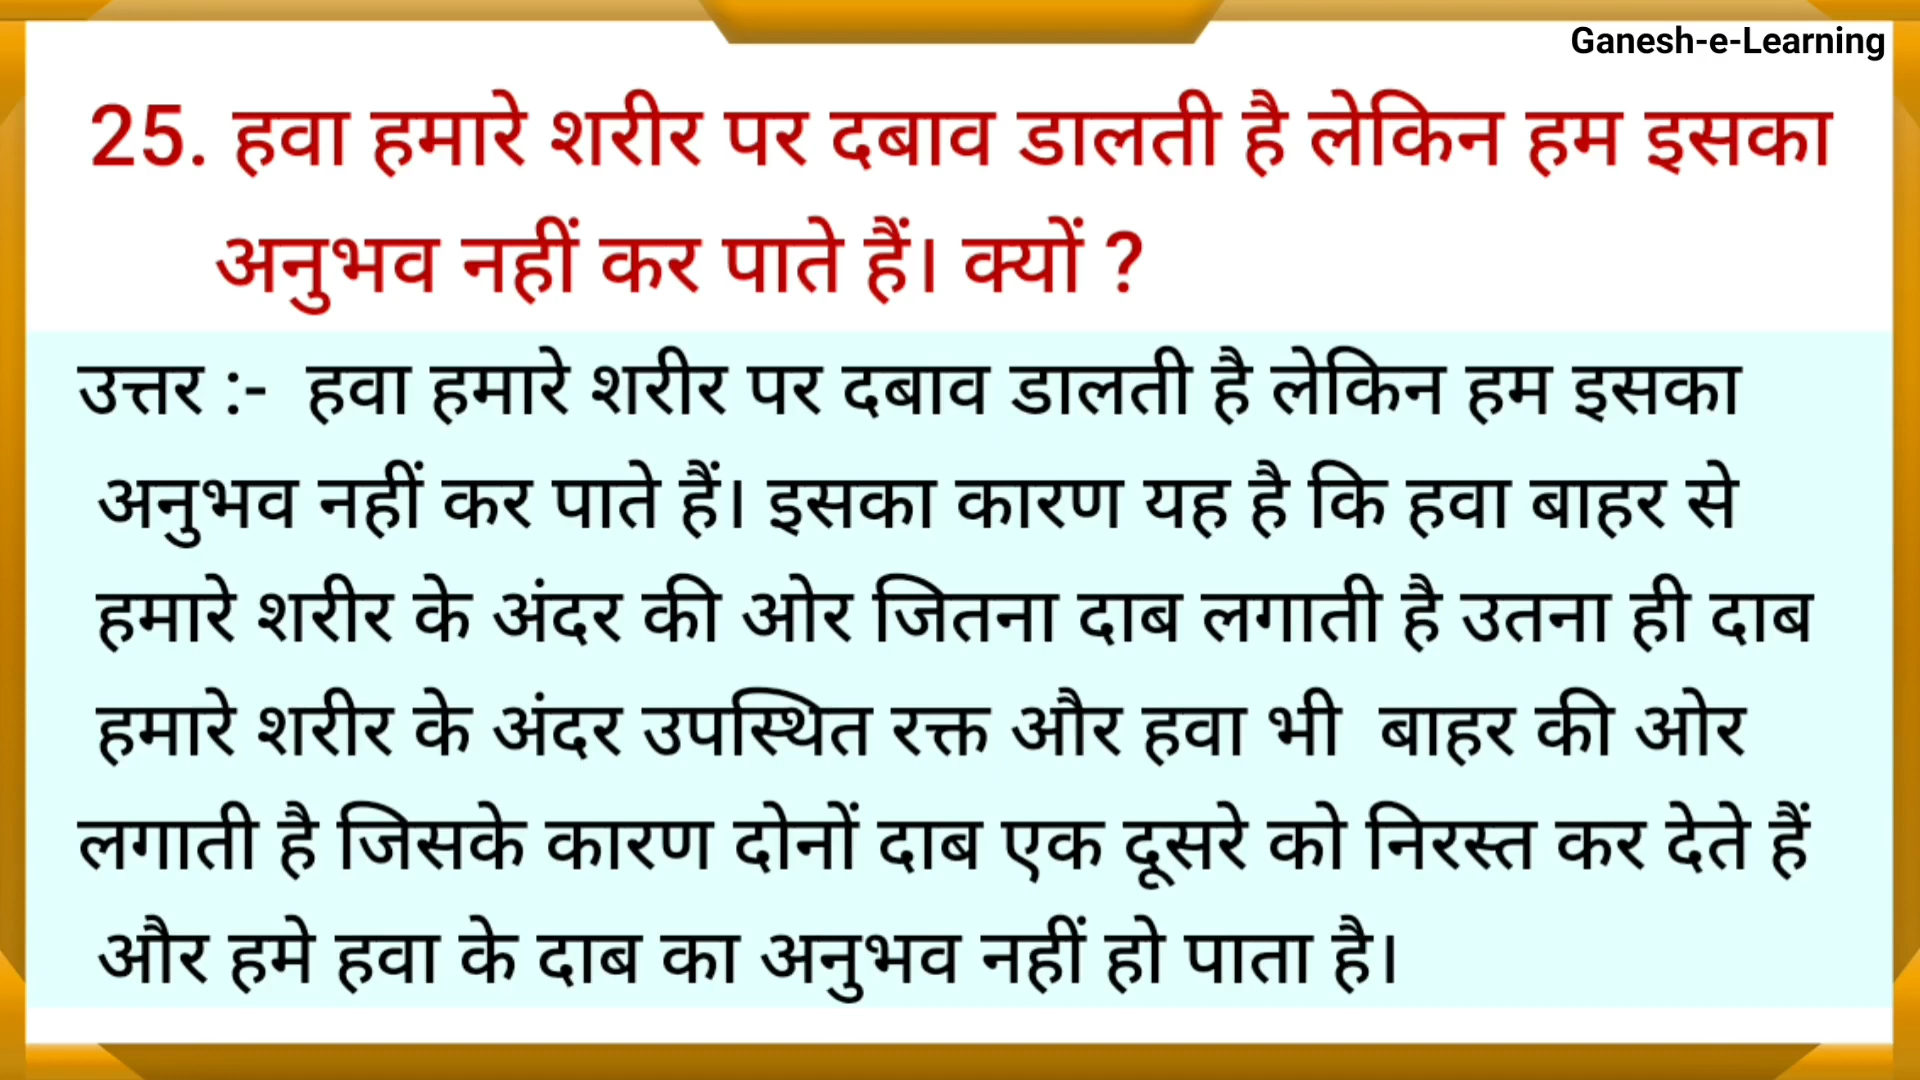 Ganesh-e-Learning
25. हवा हमारे शरीर पर दबाव डालती है लेकिन हम इसका
अनुभव नहीं कर पाते हैं। क्यों ?
उत्तर :- हवा हमारे शरीर पर दबाव डालती है लेकिन हम इसका
अनुभव नहीं कर पाते हैं। इसका कारण यह है कि हवा बाहर से
हमारे शरीर के अंदर की ओर जितना दाब लगाती है उतना ही दाब
हमारे शरीर के अंदर उपस्थित रक्त और हवा भी बाहर की ओर
लगाती है जिसके कारण दोनों दाब एक दूसरे को निरस्त कर देते हैं
और हमे हवा के दाब का अनुभव नहीं हो पाता है।